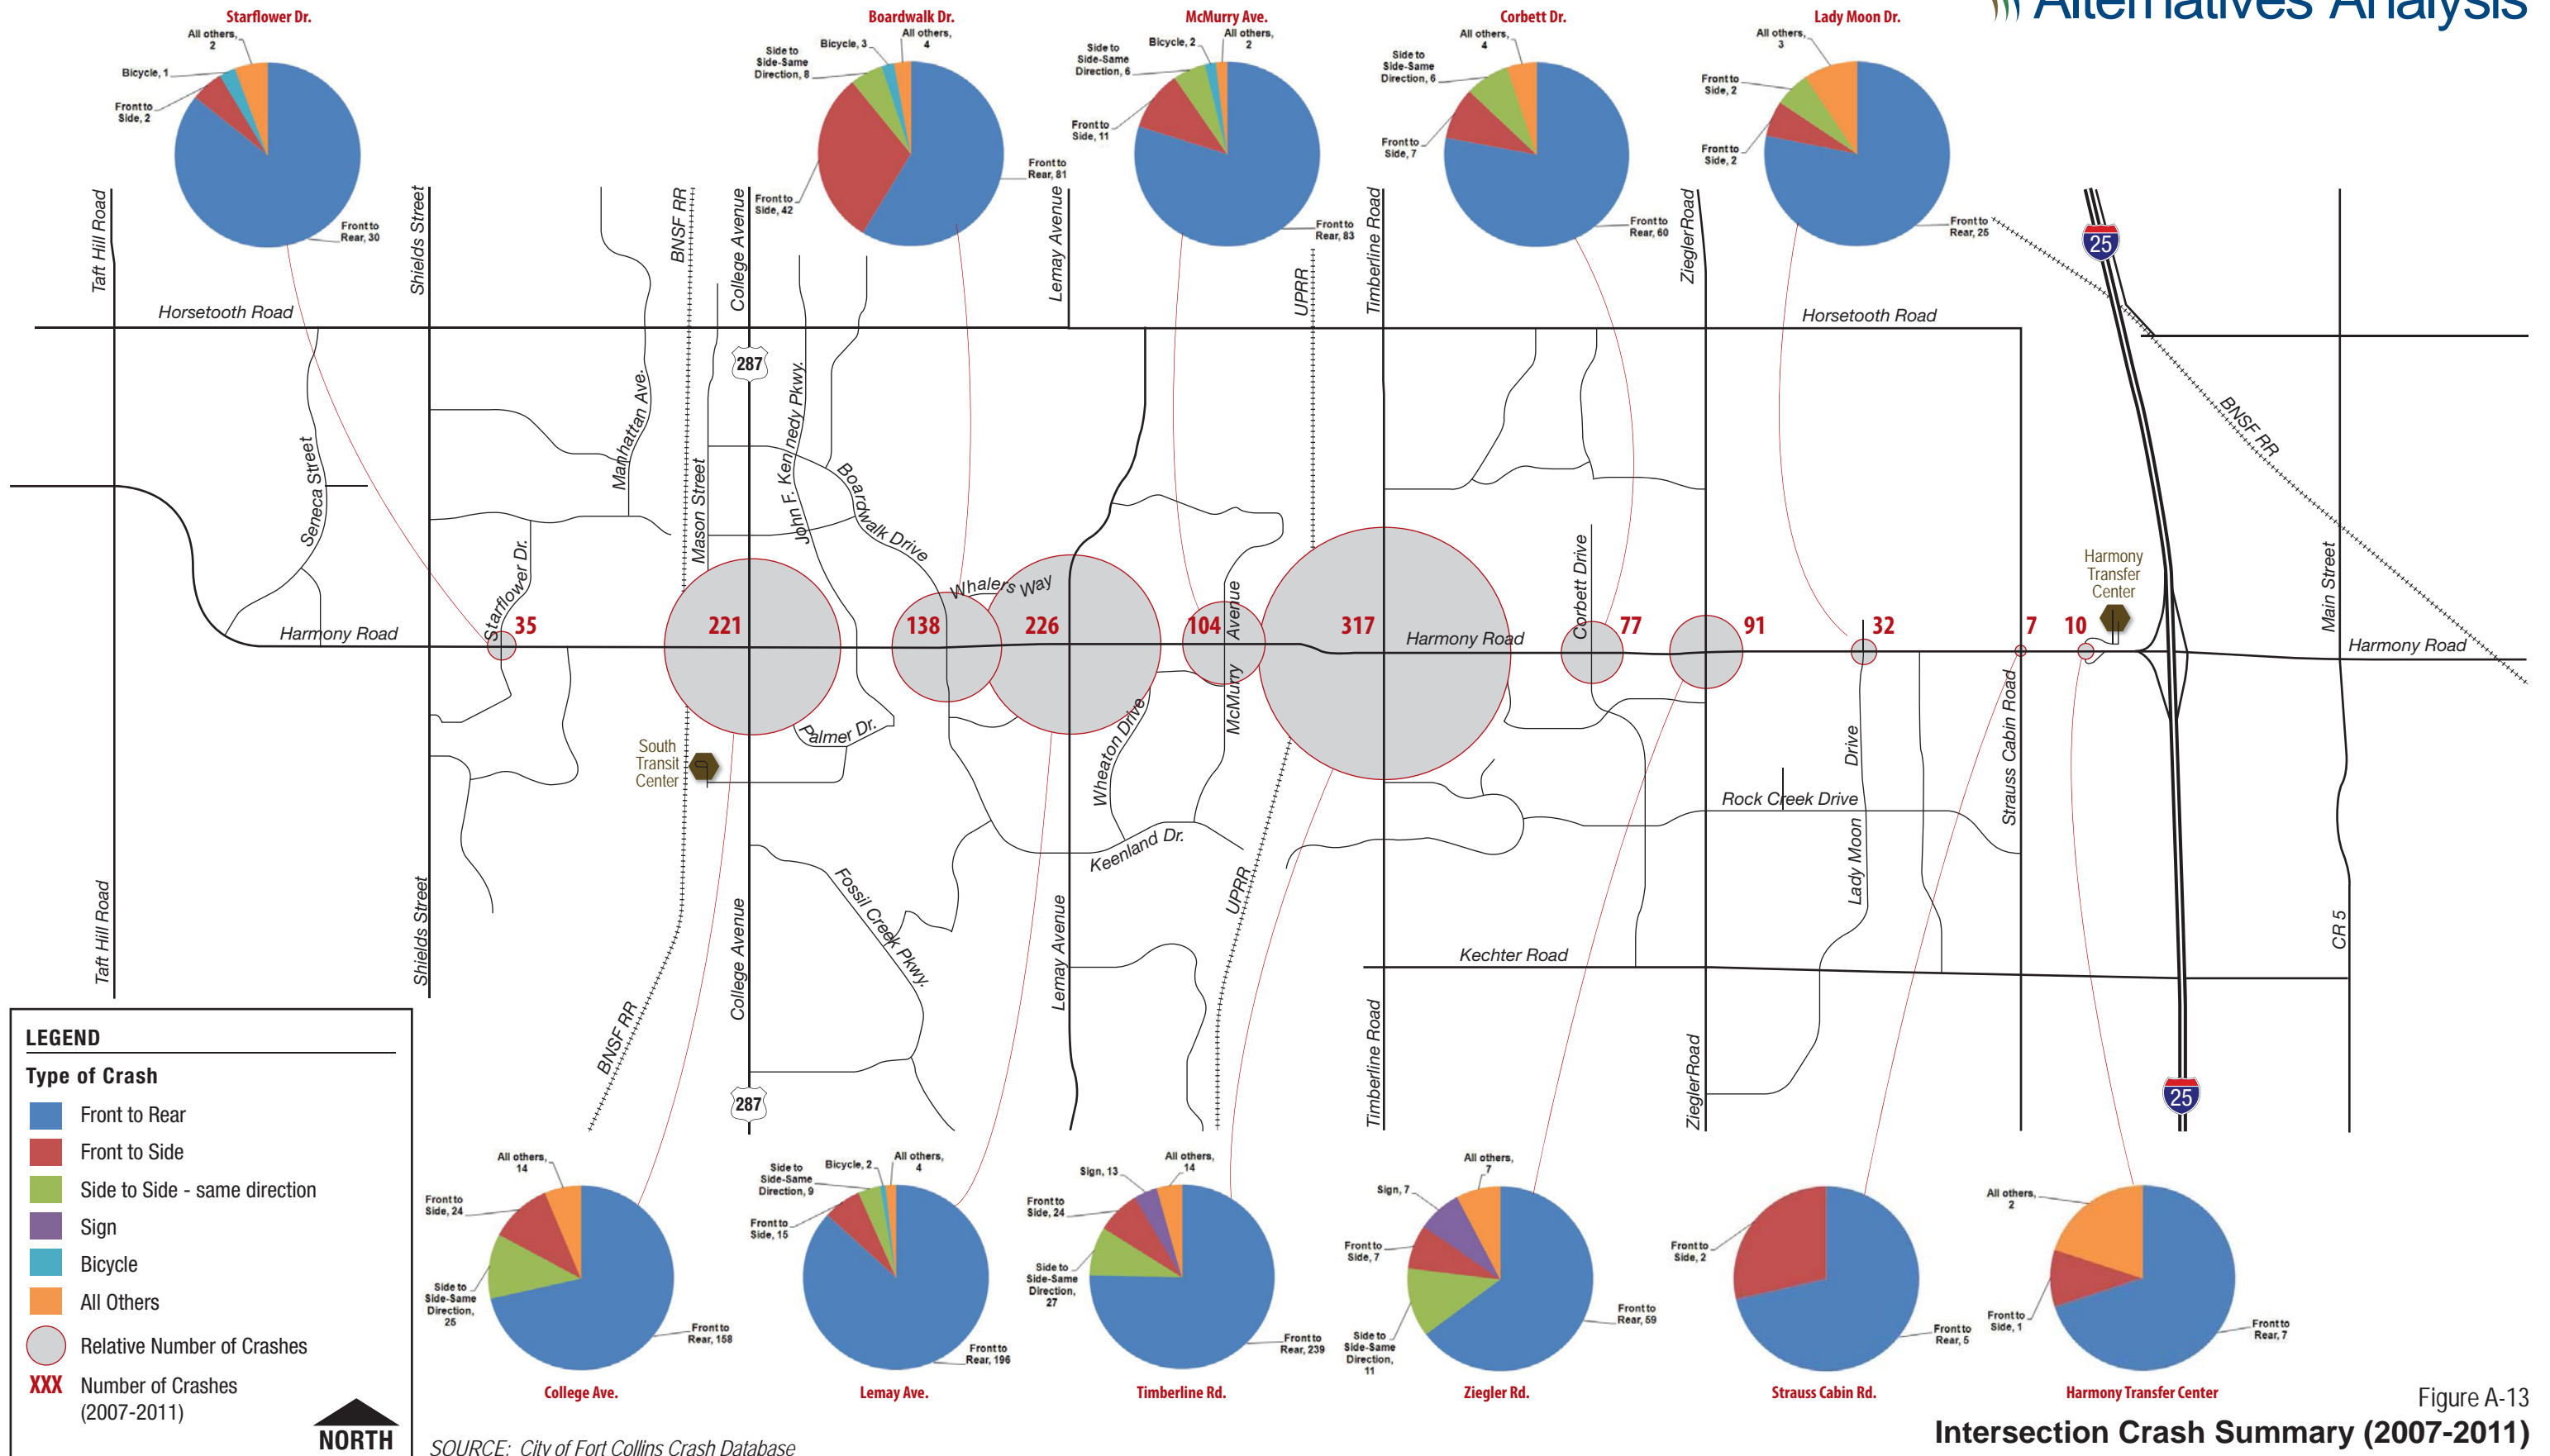 Alternatives Analysis
Starflower Dr.
All others,
2
Bicycle, 1
Front to
Side, 2
Front to
Rear, 30
Boardwalk Dr.
All others,
4
Bicycle, 3
Side to
Side-Same
Direction, 8
Front to
Side, 42
Front to
Rear, 81
McMurry Ave.
All others,
2
Bicycle, 2
Side to
Side-Same
Direction, 6
Front to
Side, 11
Front to
Rear, 83
Corbett Dr.
All others,
4
Side to
Side-Same
Direction, 6
Front to
Side, 7
Front to
Rear, 60
Lady Moon Dr.
All others,
3
Front to
Side, 2
Front to
Side, 2
Front to
Rear, 25
Taft Hill Road
Shields Street
BNSF RR
College Avenue
Lemay Avenue
UPRR
Timberline Road
ZieglerRoad
25
Horsetooth Road
Horsetooth Road
287
Seneca Street
Manhattan Ave.
Mason Street
John F. Kennedy Pkwy.
Boardwalk Drive
BNSF RR
Starflower Dr.
Whalers Way
McMurry Avenue
Corbett Drive
Harmony
Transfer
Center
Main Street
Harmony Road
35
221
138
226
104
317
Harmony Road
77
91
32
7
10
Harmony Road
South
Transit
Center
Palmer Dr.
Wheaton Drive
Keenland Dr.
Rock Creek Drive
Lady Moon Drive
Strauss Cabin Road
Taft Hill Road
Shields Street
BNSF RR
College Avenue
Fossil Creek Pkwy.
Lemay Avenue
UPRR
Kechter Road
Timberline Road
ZieglerRoad
CR 5
287
25
LEGEND
Type of Crash
Front to Rear
Front to Side
Side to Side - same direction
Sign
Bicycle
All Others
Relative Number of Crashes
XXX Number of Crashes
(2007-2011)
NORTH
All others,
14
Front to
Side, 24
Side to
Side-Same
Direction,
25
Front to
Rear, 158
College Ave.
All others,
4
Bicycle, 2
Side to
Side-Same
Direction, 9
Front to
Side, 15
Front to
Rear, 196
Lemay Ave.
All others,
14
Sign, 13
Front to
Side, 24
Side to
Side-Same
Direction,
27
Front to
Rear, 239
Timberline Rd.
All others,
7
Sign, 7
Front to
Side, 7
Side to
Side-Same
Direction,
11
Front to
Rear, 59
Ziegler Rd.
Front to
Side, 2
Front to
Rear, 5
Strauss Cabin Rd.
All others,
2
Front to
Side, 1
Front to
Rear, 7
Harmony Transfer Center
SOURCE: City of Fort Collins Crash Database
Figure A-13
Intersection Crash Summary (2007-2011)